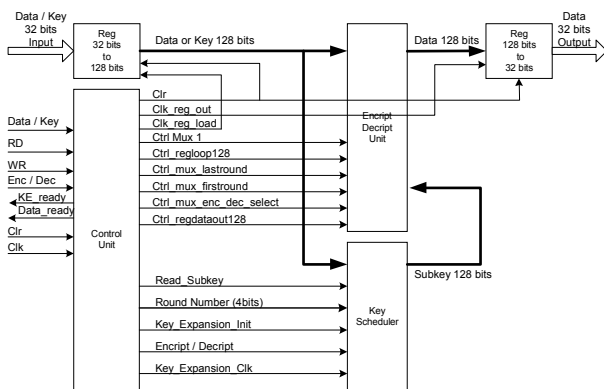 Data / Key
32 bits
Input
Reg
32 bits
to
128 bits
Data or Key 128 bits
Data 128 bits
Reg
128 bits
to
32 bits
Data
32 bits
Output
Encript
Decript
Unit
Clr
Clk_reg_out
Clk_reg_load
Ctrl Mux 1
Ctrl_regloop128
Ctrl_mux_lastround
Ctrl_mux_firstround
Ctrl_mux_enc_dec_select
Ctrl_regdataout128
Data / Key
RD
WR
Enc / Dec
KE_ready
Data_ready
Clr
Clk
Control
Unit
Subkey 128 bits
Read_Subkey
Round Number (4bits)
Key_Expansion_Init
Encript / Decript
Key_Expansion_Clk
Key
Scheduler